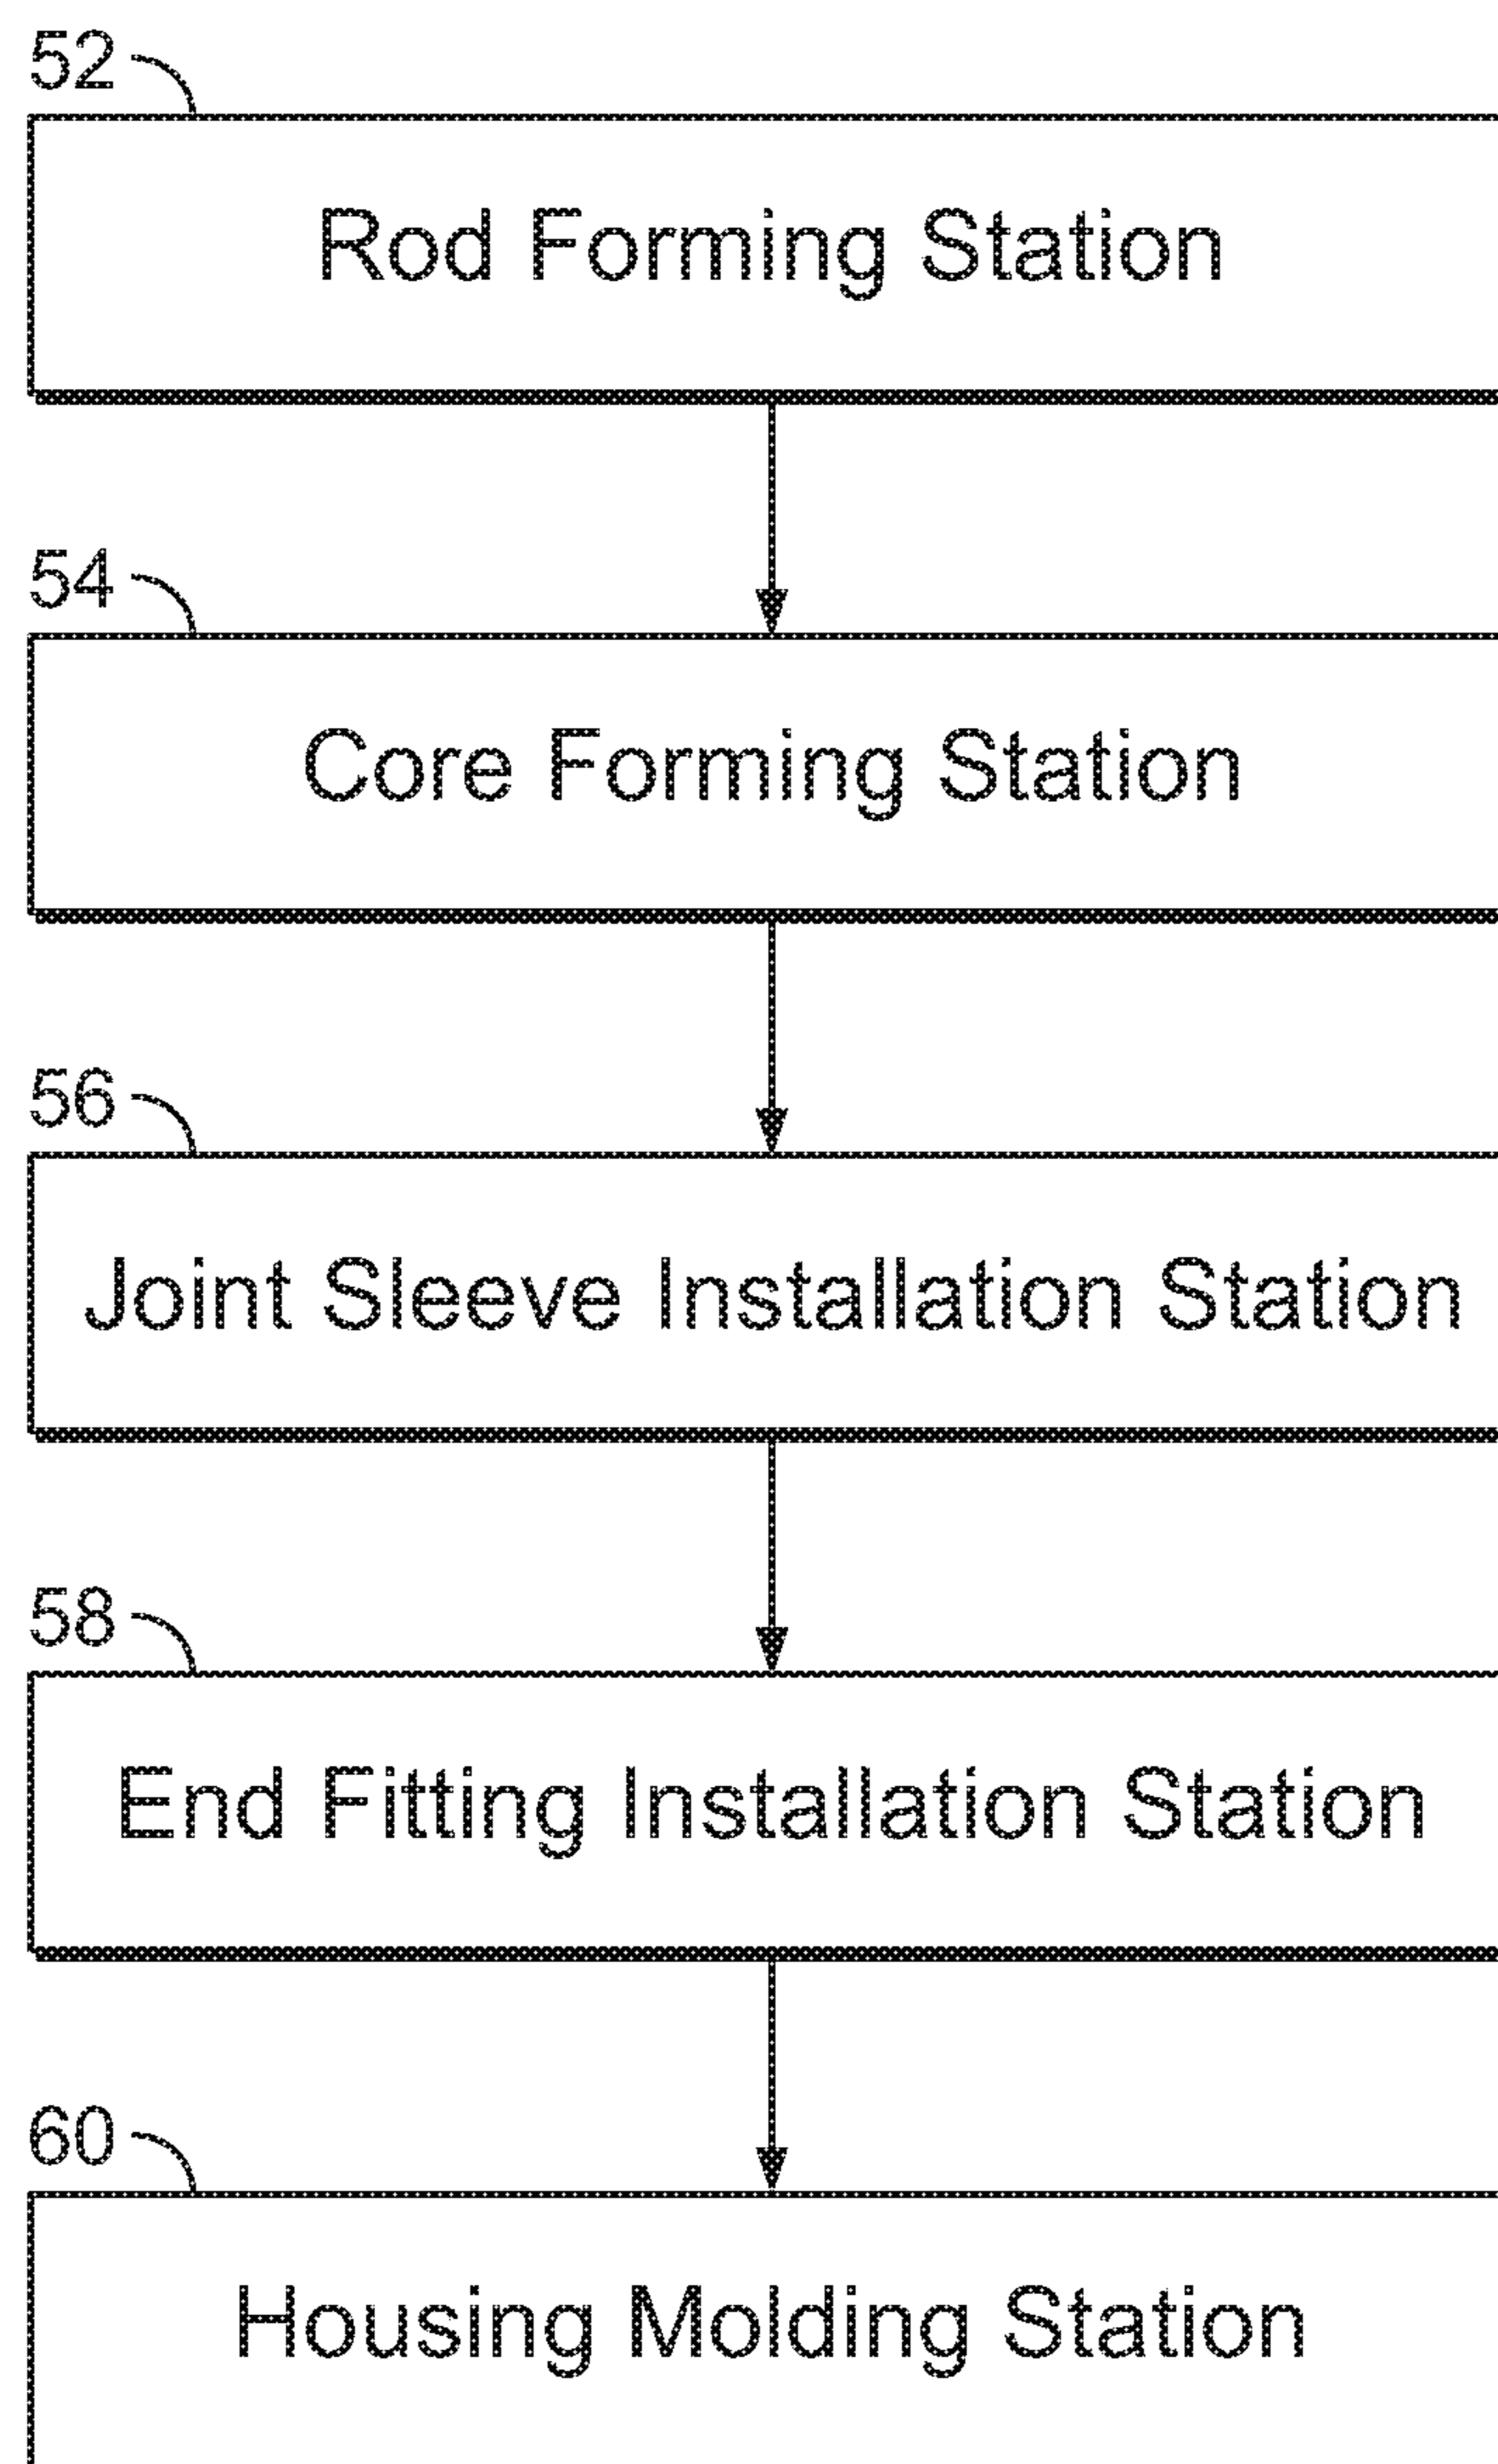 52
Rod Forming Station
54
Core Forming Station
56
Joint Sleeve Installation Station
58
End Fitting Installation Station
60
Housing Molding Station